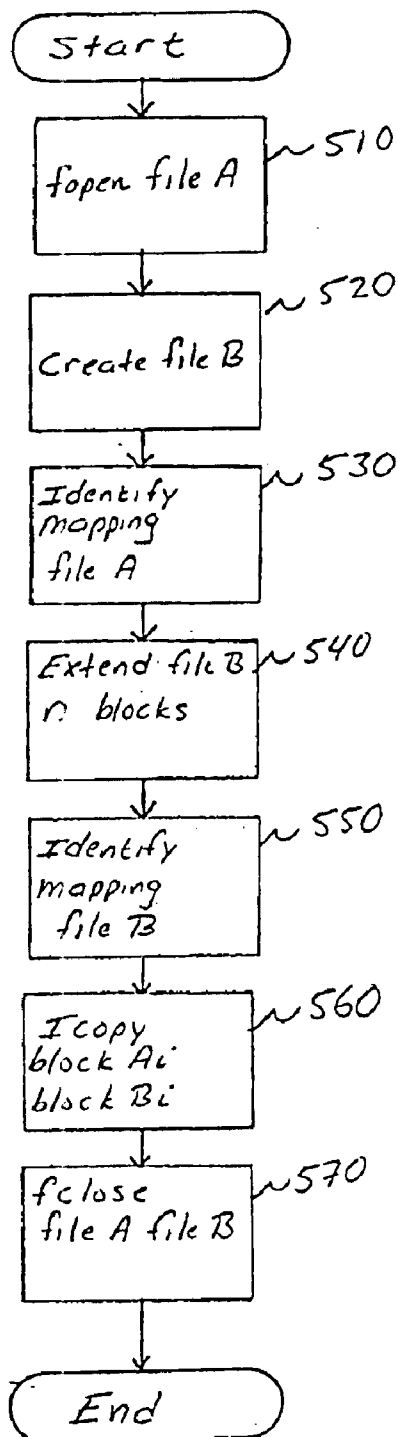 Start
fopen file A
510
Create file B
520
Identify
mapping
file A
530
Extend file B
n blocks
540
Identify
mapping
file B
550
Icopy
block Ai
block Bi
560
fclose
file A file B
570
End